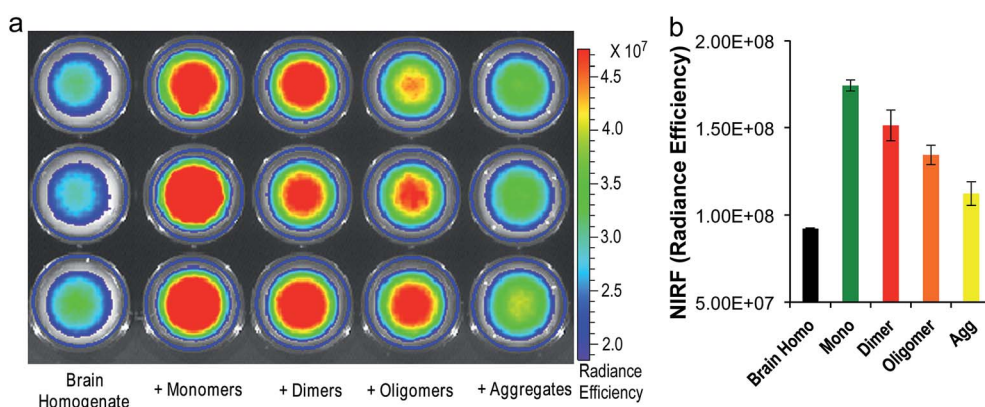 a
X 10⁷
4.5
4.0
3.5
3.0
2.5
2.0
Radiance
Efficiency
Brain
Homogenate
+ Monomers
+ Dimers
+ Oligomers
+ Aggregates
b
NIRF (Radiance Efficiency)
2.00E+08
1.50E+08
1.00E+08
5.00E+07
Brain Homo
Mono
Dimer
Oligomer
Agg